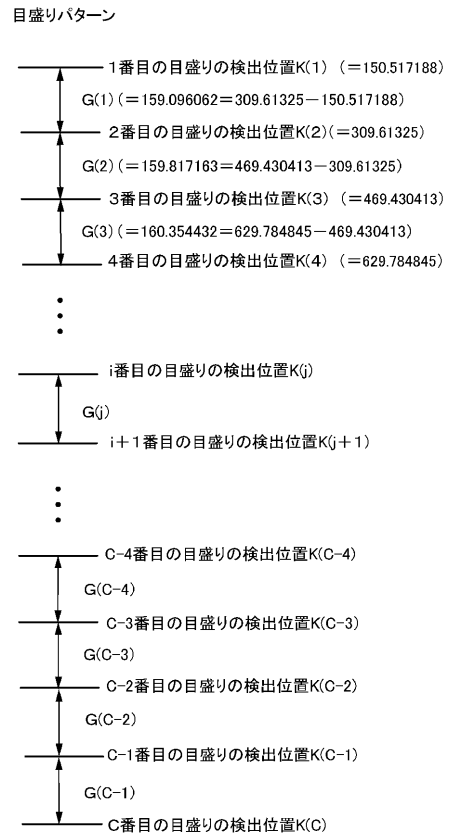 目盛りパターン
1番目の目盛りの検出位置K(1) (=150.517188)
G(1)(=159.096062=309.61325-150.517188)
2番目の目盛りの検出位置K(2)(=309.61325)
G(2)(=159.817163=469.430413-309.61325)
3番目の目盛りの検出位置K(3) (=469.430413)
G(3)(=160.354432=629.784845-469.430413)
4番目の目盛りの検出位置K(4) (=629.784845)
i番目の目盛りの検出位置K(j)
G(j)
i+1番目の目盛りの検出位置K(j+1)
C-4番目の目盛りの検出位置K(C-4)
G(C-4)
C-3番目の目盛りの検出位置K(C-3)
G(C-3)
C-2番目の目盛りの検出位置K(C-2)
G(C-2)
C-1番目の目盛りの検出位置K(C-1)
G(C-1)
C番目の目盛りの検出位置K(C)